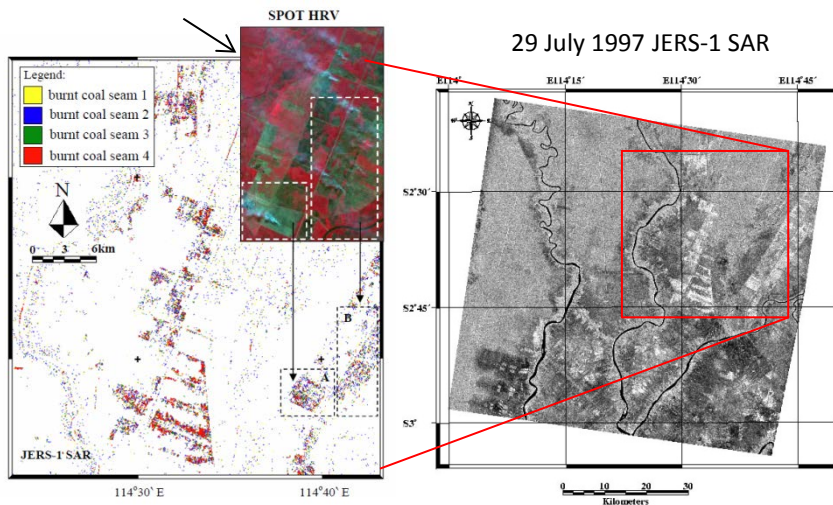 SPOT HRV
Legend:
burnt coal seam 1
burnt coal seam 2
burnt coal seam 3
burnt coal seam 4
N
0 3 6km
B
A
JERS-1 SAR
114°30` E
114°40` E
29 July 1997 JERS-1 SAR
E114°
E114°15'
E114°30'
E114°45'
N
W
E
S
S2°30'
S2°45'
S3°
0 10 20 30
Kilometers